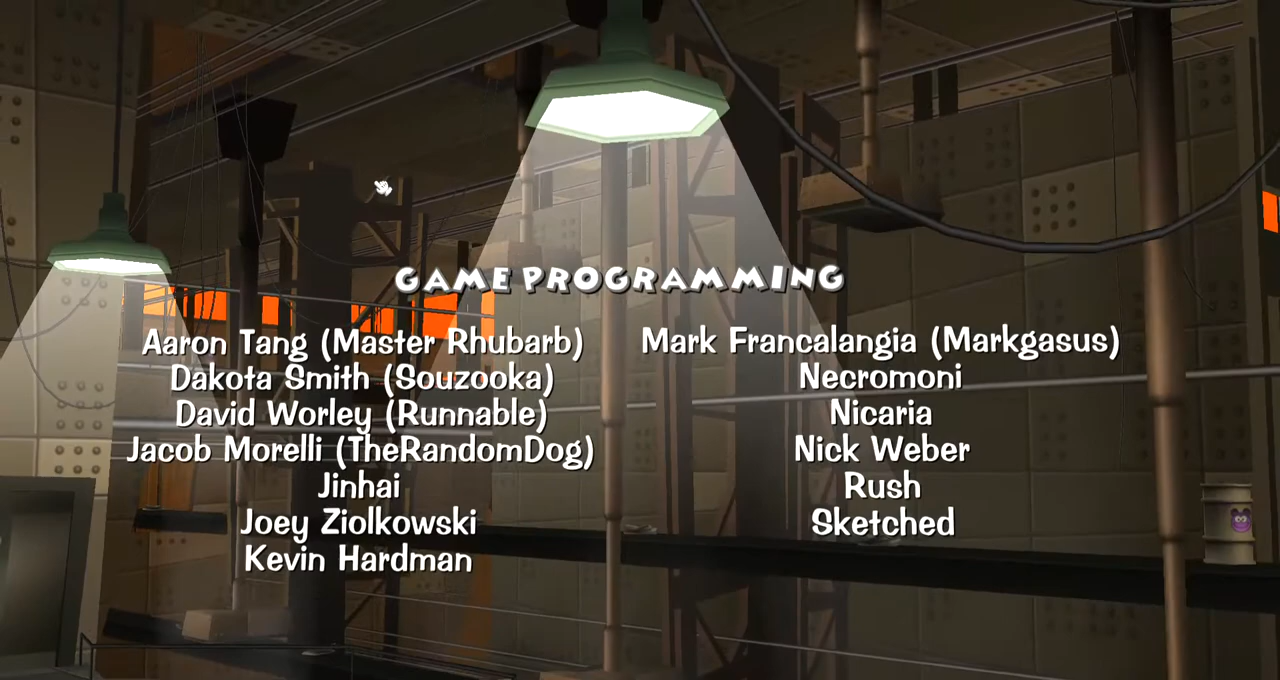 GAME PROGRAMMING
Aaron Tang (Master Rhubarb)
Dakota Smith (Souzooka)
David Worley (Runnable)
Jacob Morelli (TheRandomDog)
Jinhai
Joey Ziolkowski
Kevin Hardman
Mark Francalangia (Markgasus)
Necromoni
Nicaria
Nick Weber
Rush
Sketched